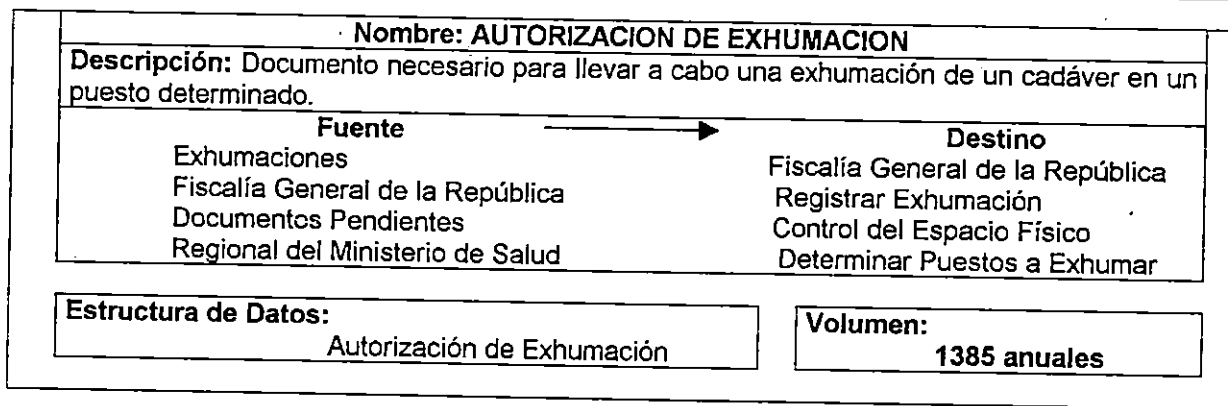 Nombre: AUTORIZACION DE EXHUMACION
Descripción: Documento necesario para llevar a cabo una exhumación de un cadáver en un
puesto determinado.
Fuente
Exhumaciones
Fiscalía General de la República
Documentos Pendientes
Regional del Ministerio de Salud
Destino
Fiscalía General de la República
Registrar Exhumación
Control del Espacio Físico
Determinar Puestos a Exhumar
Estructura de Datos:
Autorización de Exhumación
Volumen:
1385 anuales